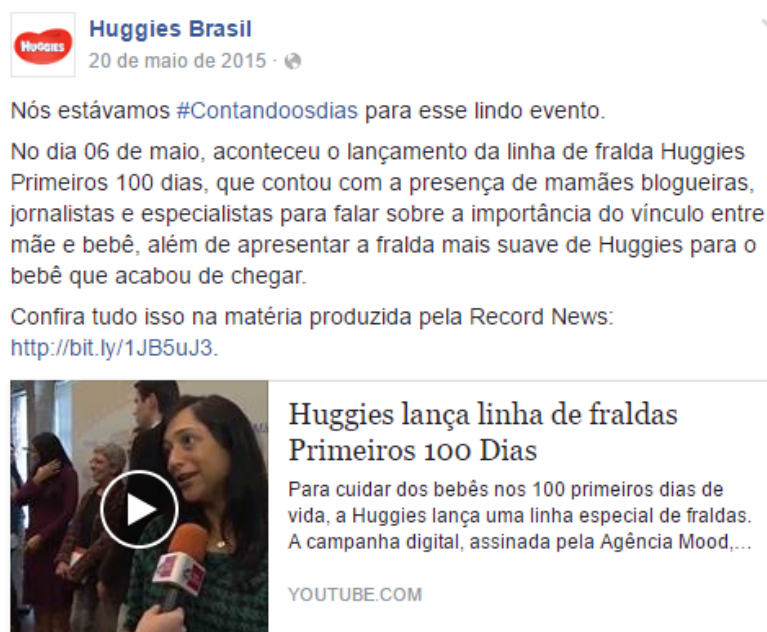 HUGGIES
Huggies Brasil
20 de maio de 2015 ·
Nós estávamos #Contandoosdias para esse lindo evento.
No dia 06 de maio, aconteceu o lançamento da linha de fralda Huggies
Primeiros 100 dias, que contou com a presença de mamães blogueiras,
jornalistas e especialistas para falar sobre a importância do vínculo entre
mãe e bebê, além de apresentar a fralda mais suave de Huggies para o
bebê que acabou de chegar.
Confira tudo isso na matéria produzida pela Record News:
http://bit.ly/1JB5uJ3.
Huggies lança linha de fraldas
Primeiros 100 Dias
Para cuidar dos bebês nos 100 primeiros dias de
vida, a Huggies lança uma linha especial de fraldas.
A campanha digital, assinada pela Agência Mood,...
YOUTUBE.COM